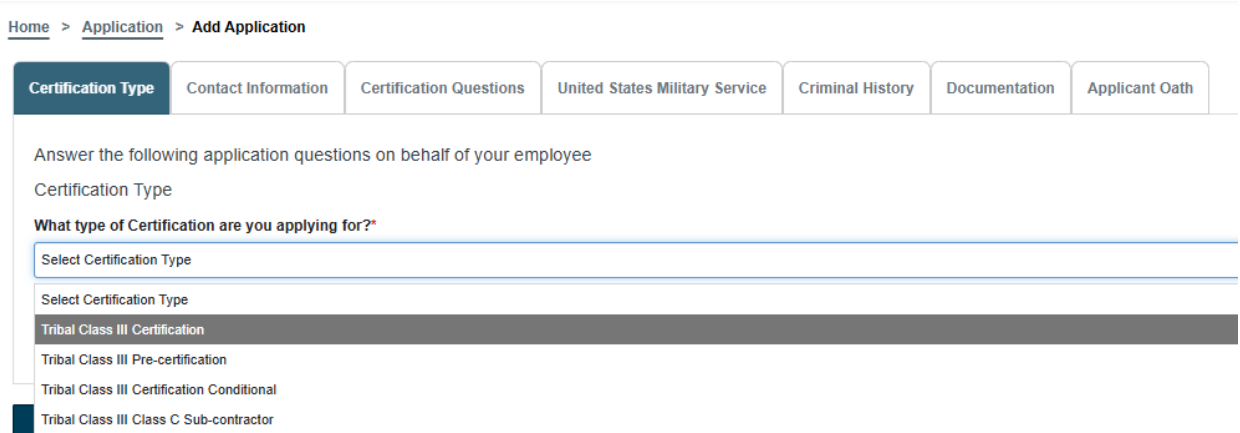 Home > Application > Add Application
Certification Type Contact Information Certification Questions United States Military Service Criminal History Documentation Applicant Oath
Answer the following application questions on behalf of your employee
Certification Type
What type of Certification are you applying for?*
Select Certification Type
Select Certification Type
Tribal Class III Certification
Tribal Class III Pre-certification
Tribal Class III Certification Conditional
Tribal Class III Class C Sub-contractor